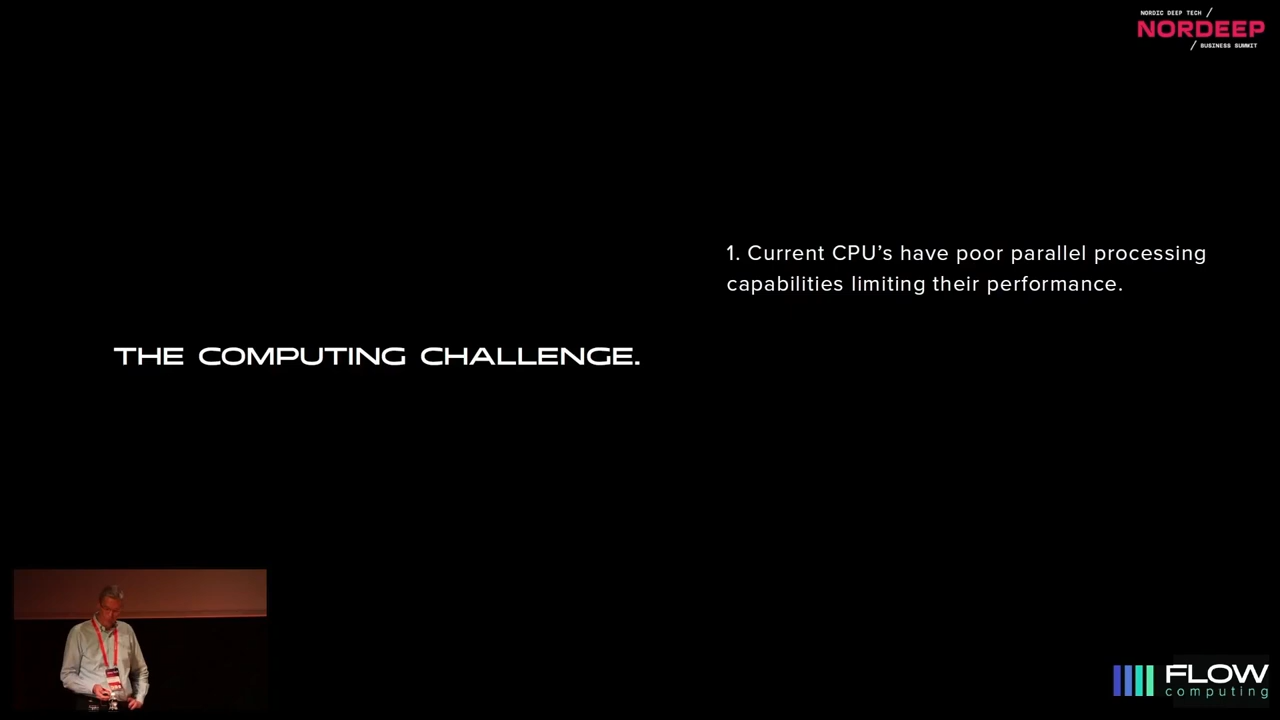 NORDIC DEEP TECH /
NORDEEP
/ BUSINESS SUMMIT
1. Current CPU’s have poor parallel processing
capabilities limiting their performance.
THE COMPUTING CHALLENGE.
FLOW
computing